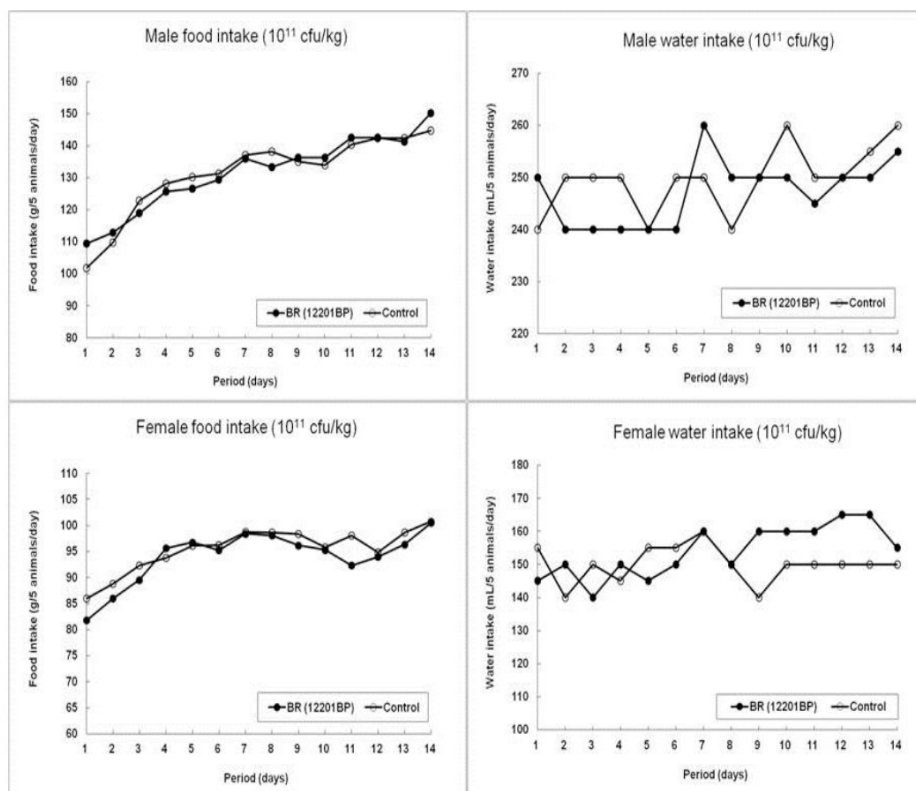 Male food intake (10¹¹ cfu/kg)
Food intake (g/5 animals/day)
160
150
140
130
120
110
100
90
80
BR (12201BP) Control
1 2 3 4 5 6 7 8 9 10 11 12 13 14
Period (days)
Male water intake (10¹¹ cfu/kg)
Water intake (mL/5 animals/day)
270
260
250
240
230
220
BR (12201BP) Control
1 2 3 4 5 6 7 8 9 10 11 12 13 14
Period (days)
Female food intake (10¹¹ cfu/kg)
Food intake (g/5 animals/day)
110
105
100
95
90
85
80
75
70
65
60
BR (12201BP) Control
1 2 3 4 5 6 7 8 9 10 11 12 13 14
Period (days)
Female water intake (10¹¹ cfu/kg)
Water intake (mL/5 animals/day)
180
170
160
150
140
130
120
110
100
BR (12201BP) Control
1 2 3 4 5 6 7 8 9 10 11 12 13 14
Period (days)